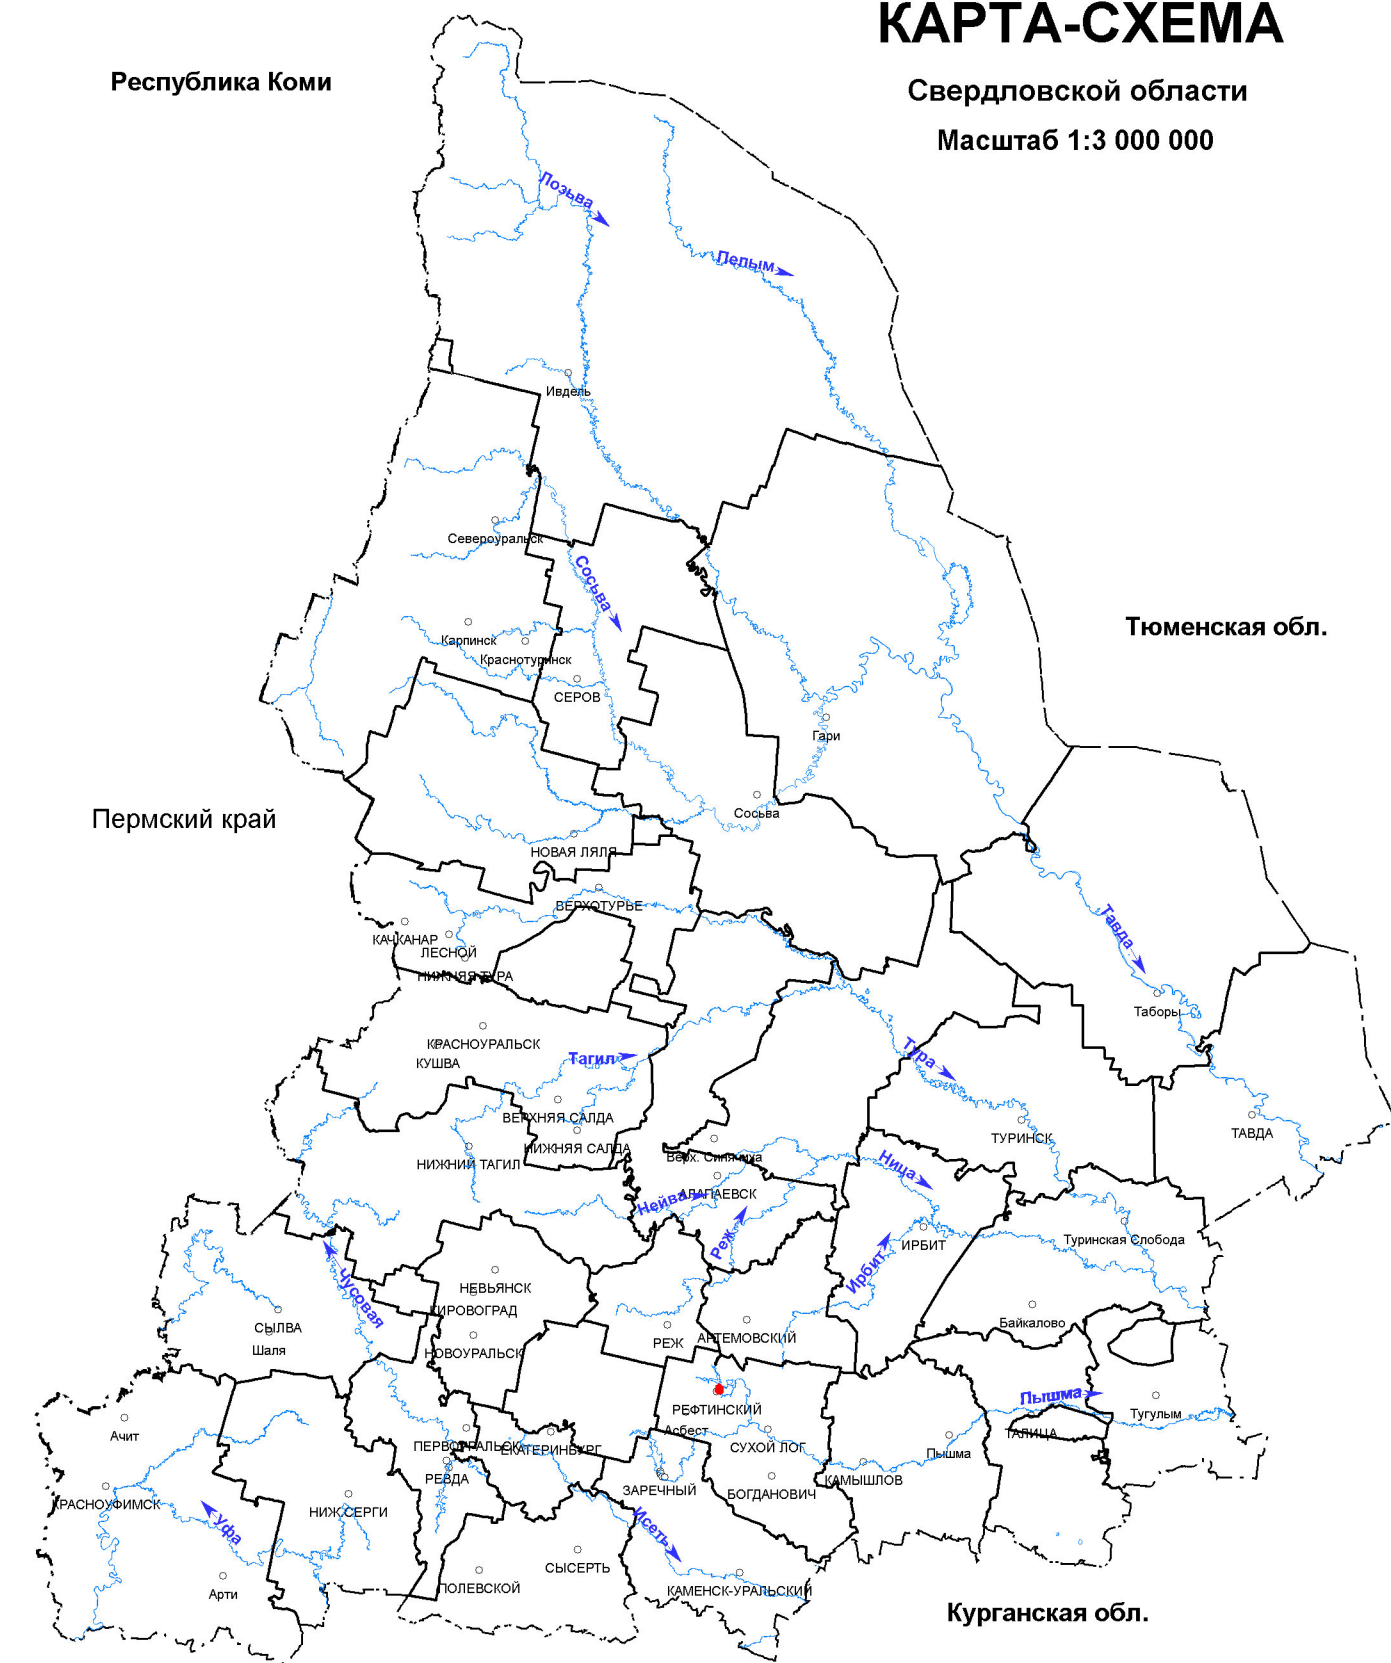 КАРТА-СХЕМА
Свердловской области
Масштаб 1:3 000 000
Республика Коми
Лозьва
Пелым
Ивдель
Североуральск
Сосьва
Тюменская обл.
Карпинск
Краснотуринск
СЕРОВ
Гари
Пермский край
Сосьва
НОВАЯ ЛЯЛЯ
ВЕРХОТУРЬЕ
КАЧКАНАР
ЛЕСНОЙ
НИЖНЯЯ ТУРА
Тавда
Таборы
КРАСНОУРАЛЬСК
КУШВА
Тагил
Тура
ВЕРХНЯЯ САЛДА
НИЖНЯЯ САЛДА
ТУРИНСК
ТАВДА
НИЖНИЙ ТАГИЛ
Верх. Синячиха
Ница
АЛАПАЕВСК
Нейва
Реж
ИРБИТ
Туринская Слобода
Ирбит
НЕВЬЯНСК
КИРОВОГРАД
Чусовая
СЫЛВА
Шаля
НОВОУРАЛЬСК
РЕЖ
АРТЕМОВСКИЙ
Байкалово
Пышма
РЕФТИНСКИЙ
Асбест
Тугулым
Ачит
ПЕРВОУРАЛЬСК
ЕКАТЕРИНБУРГ
СУХОЙ ЛОГ
Пышма
ТАЛИЦА
РЕВДА
ЗАРЕЧНЫЙ
БОГДАНОВИЧ
КАМЫШЛОВ
КРАСНОУФИМСК
НИЖ.СЕРГИ
Уфа
Исеть
Арти
ПОЛЕВСКОЙ
СЫСЕРТЬ
КАМЕНСК-УРАЛЬСКИЙ
Курганская обл.